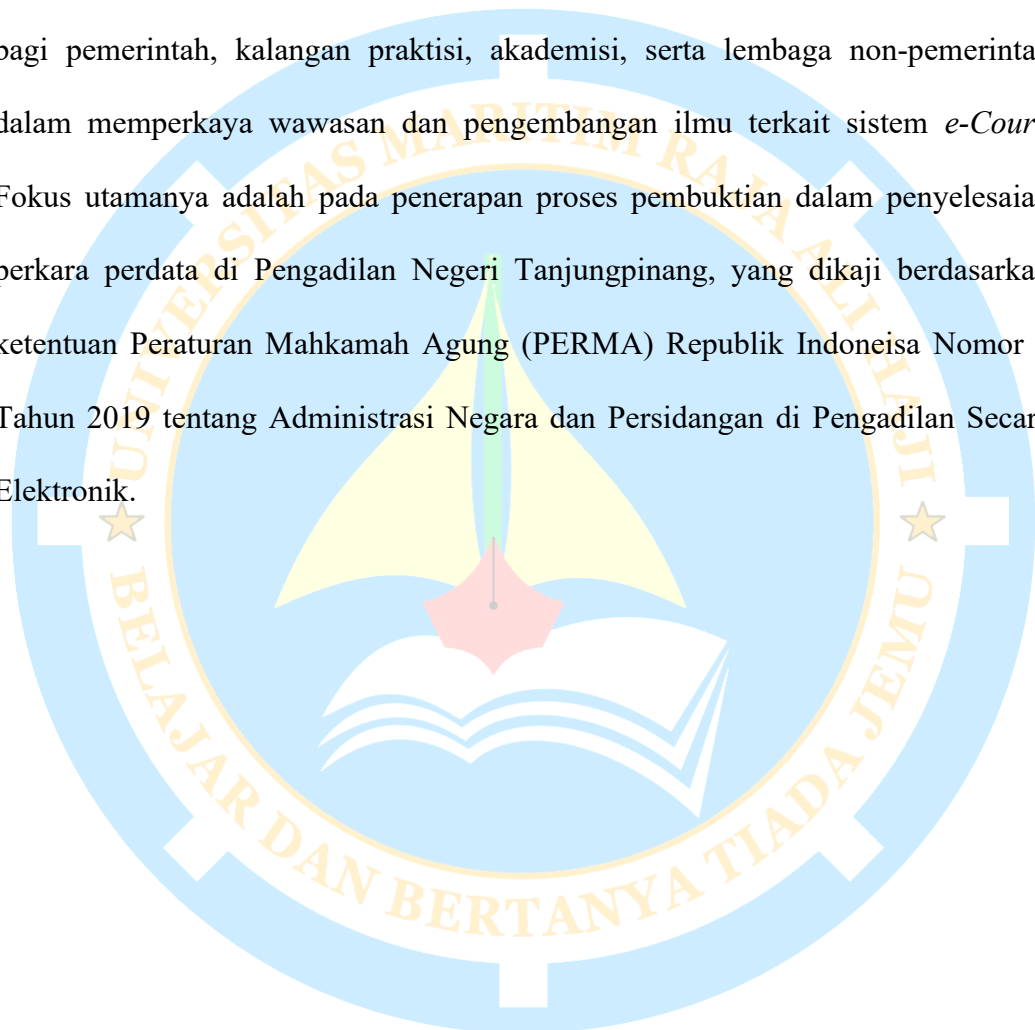 bagi pemerintah, kalangan praktisi, akademisi, serta lembaga non-pemerinta
dalam memperkaya wawasan dan pengembangan ilmu terkait sistem e-Cour
Fokus utamanya adalah pada penerapan proses pembuktian dalam penyelesaia
perkara perdata di Pengadilan Negeri Tanjungpinang, yang dikaji berdasarka
ketentuan Peraturan Mahkamah Agung (PERMA) Republik Indoneisa Nomor
Tahun 2019 tentang Administrasi Negara dan Persidangan di Pengadilan Secar
Elektronik.
UNIVERSITAS MARITIM RAJA ALI HAJI
BELAJAR DAN BERTANYA TIADA JEMU